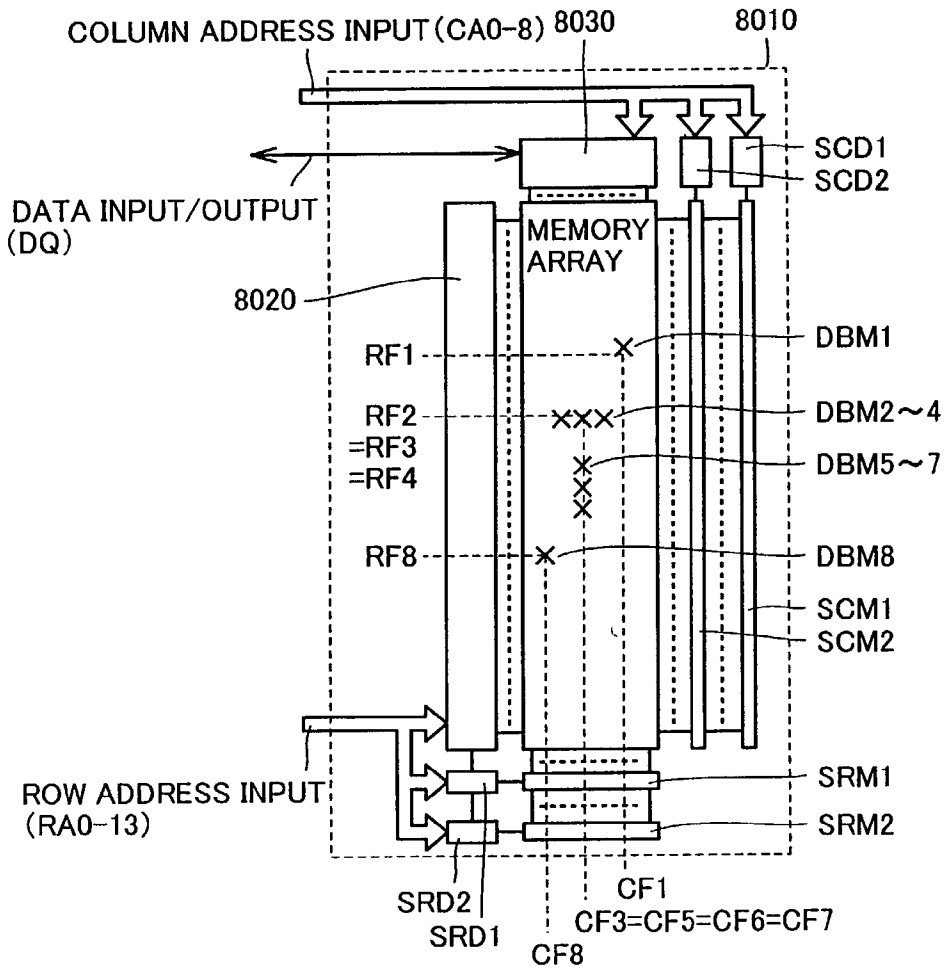 COLUMN ADDRESS INPUT(CA0-8)
8030
8010
SCD1
SCD2
DATA INPUT/OUTPUT
(DQ)
MEMORY
ARRAY
8020
RF1
DBM1
RF2
=RF3
=RF4
DBM2~4
DBM5~7
RF8
DBM8
SCM1
SCM2
ROW ADDRESS INPUT
(RA0-13)
SRM1
SRM2
SRD2
SRD1
CF1
CF3=CF5=CF6=CF7
CF8